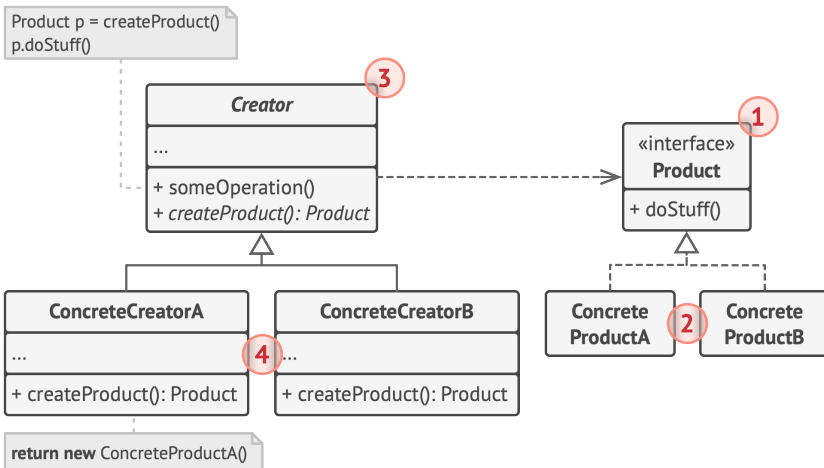 Product p = createProduct()
p.doStuff()
3
Creator
...
+ someOperation()
+ createProduct(): Product
1
«interface»
Product
+ doStuff()
ConcreteCreatorA
...
+ createProduct(): Product
4
ConcreteCreatorB
...
+ createProduct(): Product
Concrete
ProductA
2
Concrete
ProductB
return new ConcreteProductA()